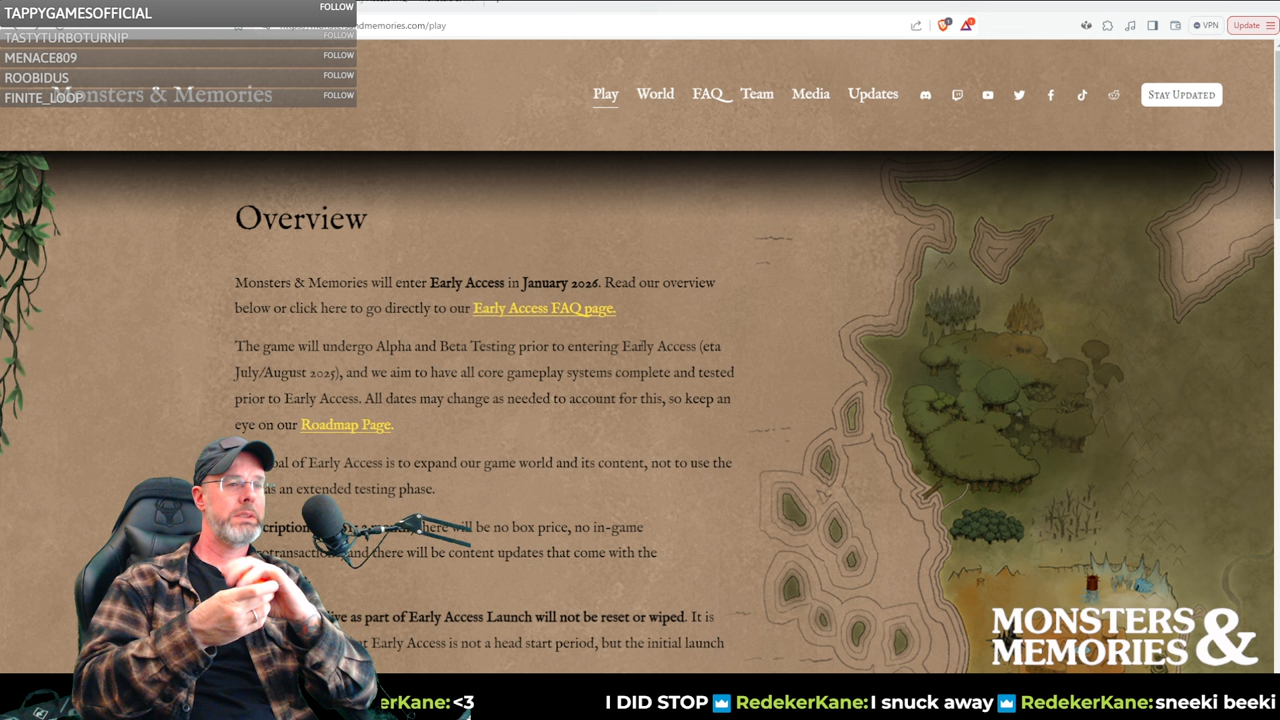 TAPPYGAMESOFFICIAL FOLLOW
TASTYTURBOTURNIP FOLLOW
MENACE809 FOLLOW
ROOBIDUS FOLLOW
FINITE_LOOP FOLLOW
dmemories.com/play
VPN
Update
Monsters & Memories
Play World FAQ Team Media Updates
STAY UPDATED
Overview
Monsters & Memories will enter Early Access in January 2026. Read our overview
below or click here to go directly to our Early Access FAQ page.
The game will undergo Alpha and Beta Testing prior to entering Early Access (eta
July/August 2025), and we aim to have all core gameplay systems complete and tested
prior to Early Access. All dates may change as needed to account for this, so keep an
eye on our Roadmap Page.
al of Early Access is to expand our game world and its content, not to use the
as an extended testing phase.
cription there will be no box price, no in-game
and there will be content updates that come with the
ive as part of Early Access Launch will not be reset or wiped. It is
t Early Access is not a head start period, but the initial launch
MONSTERS &
MEMORIES
erKane: <3 I DID STOP RedekerKane: I snuck away RedekerKane: sneeki beeki